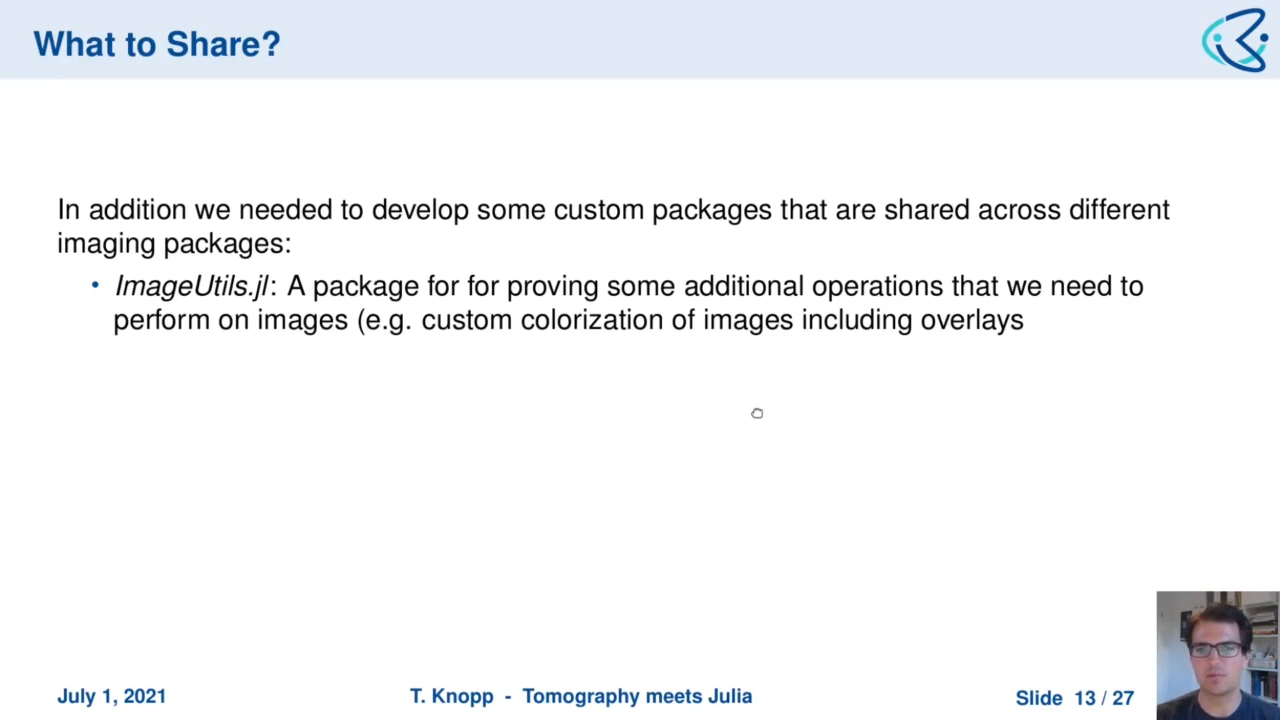 What to Share?
In addition we needed to develop some custom packages that are shared across different
imaging packages:
• ImageUtils.jl: A package for for proving some additional operations that we need to
perform on images (e.g. custom colorization of images including overlays
July 1, 2021
T. Knopp - Tomography meets Julia
Slide 13 / 27